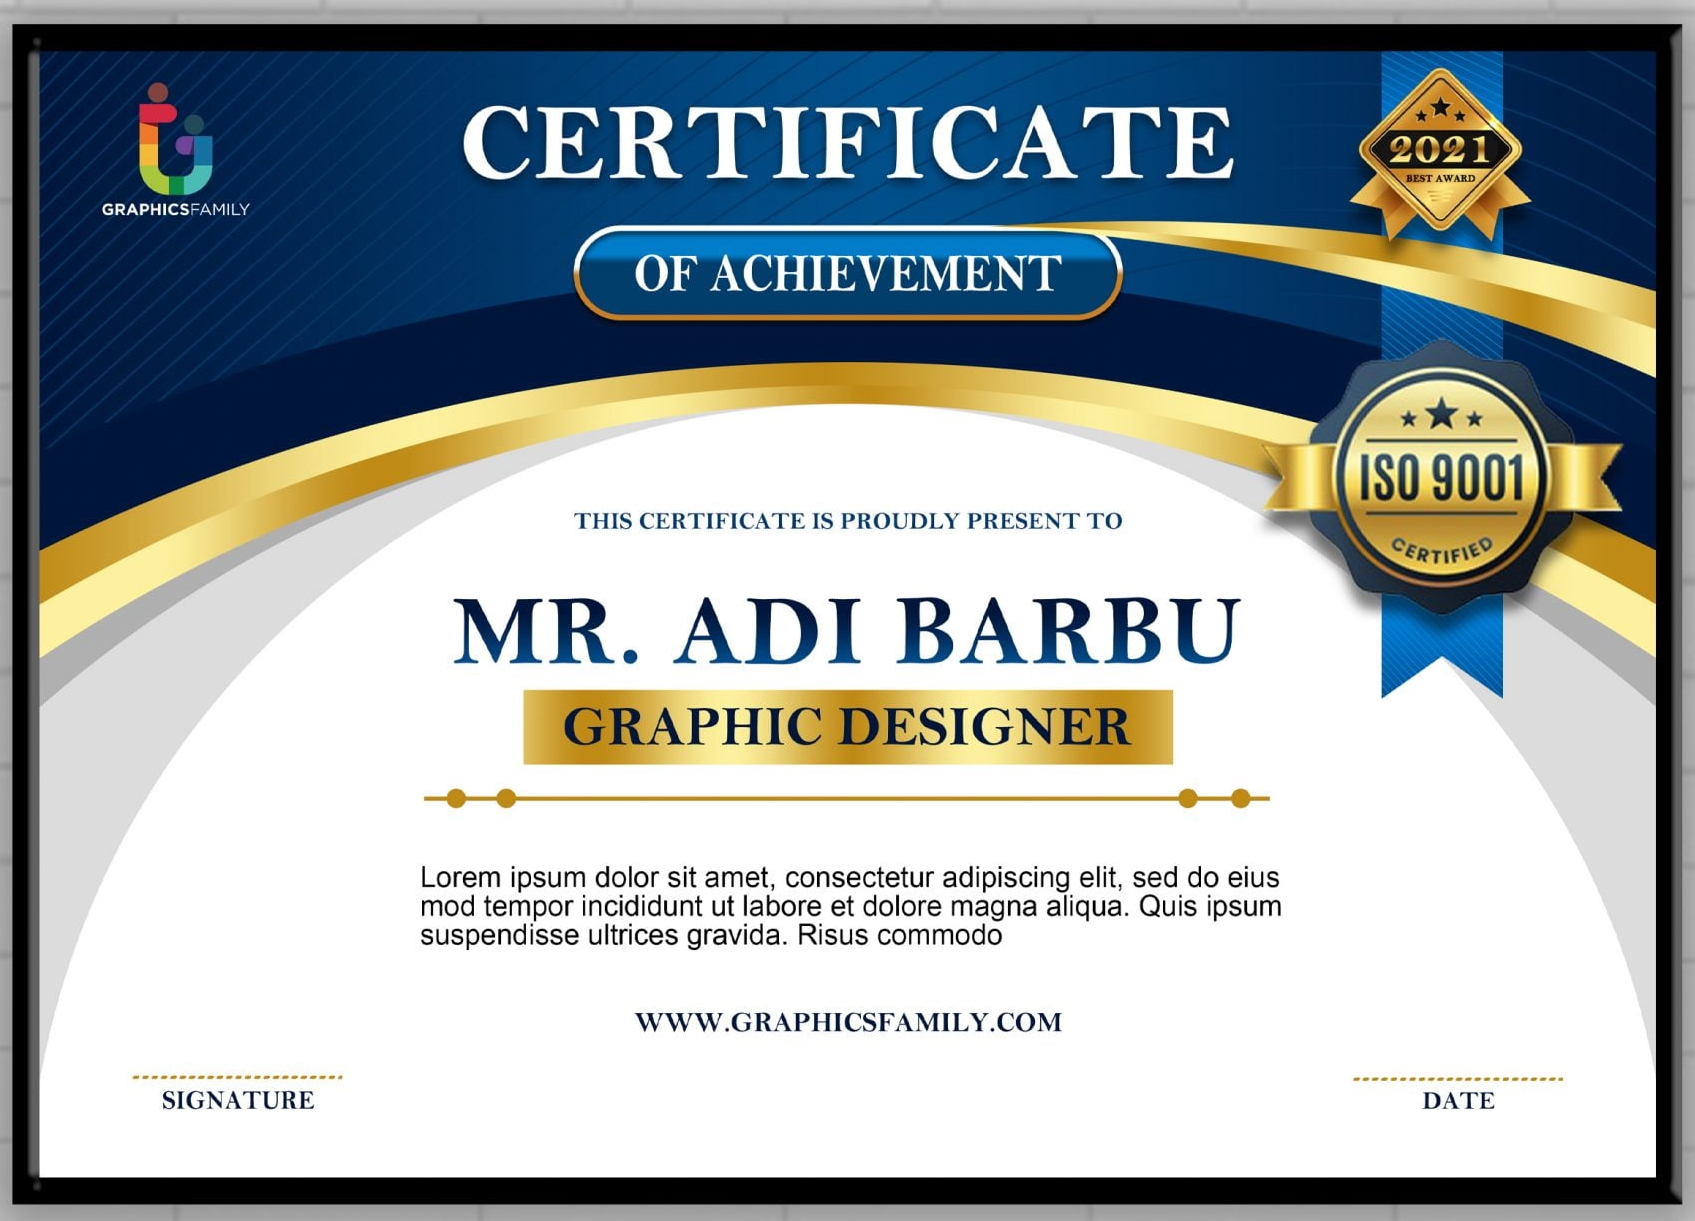 GRAPHICSFAMILY
CERTIFICATE
OF ACHIEVEMENT
2021
BEST AWARD
ISO 9001
CERTIFIED
THIS CERTIFICATE IS PROUDLY PRESENT TO
MR. ADI BARBU
GRAPHIC DESIGNER
Lorem ipsum dolor sit amet, consectetur adipiscing elit, sed do eius
mod tempor incididunt ut labore et dolore magna aliqua. Quis ipsum
suspendisse ultrices gravida. Risus commodo
WWW.GRAPHICSFAMILY.COM
SIGNATURE
DATE